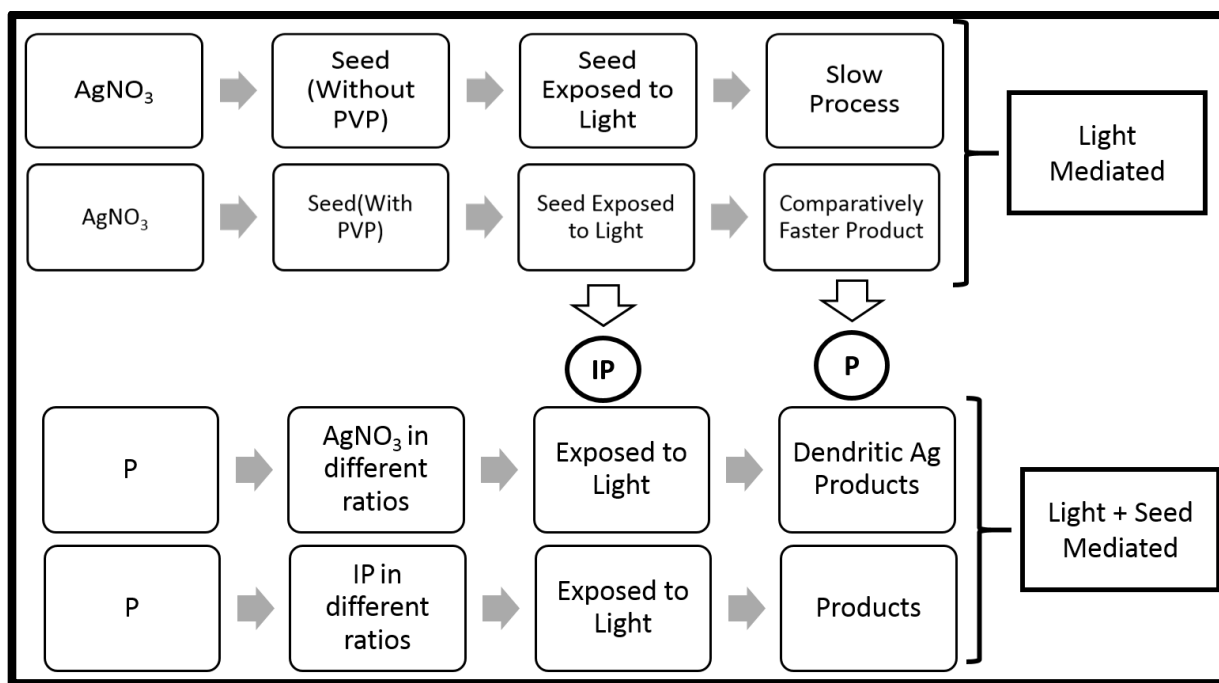 AgNO₃
Seed
(Without
PVP)
Seed
Exposed to
Light
Slow
Process
Light
Mediated
AgNO₃
Seed(With
PVP)
Seed Exposed
to Light
Comparatively
Faster Product
IP
P
P
AgNO₃ in
different
ratios
Exposed to
Light
Dendritic Ag
Products
Light + Seed
Mediated
P
IP in
different
ratios
Exposed to
Light
Products